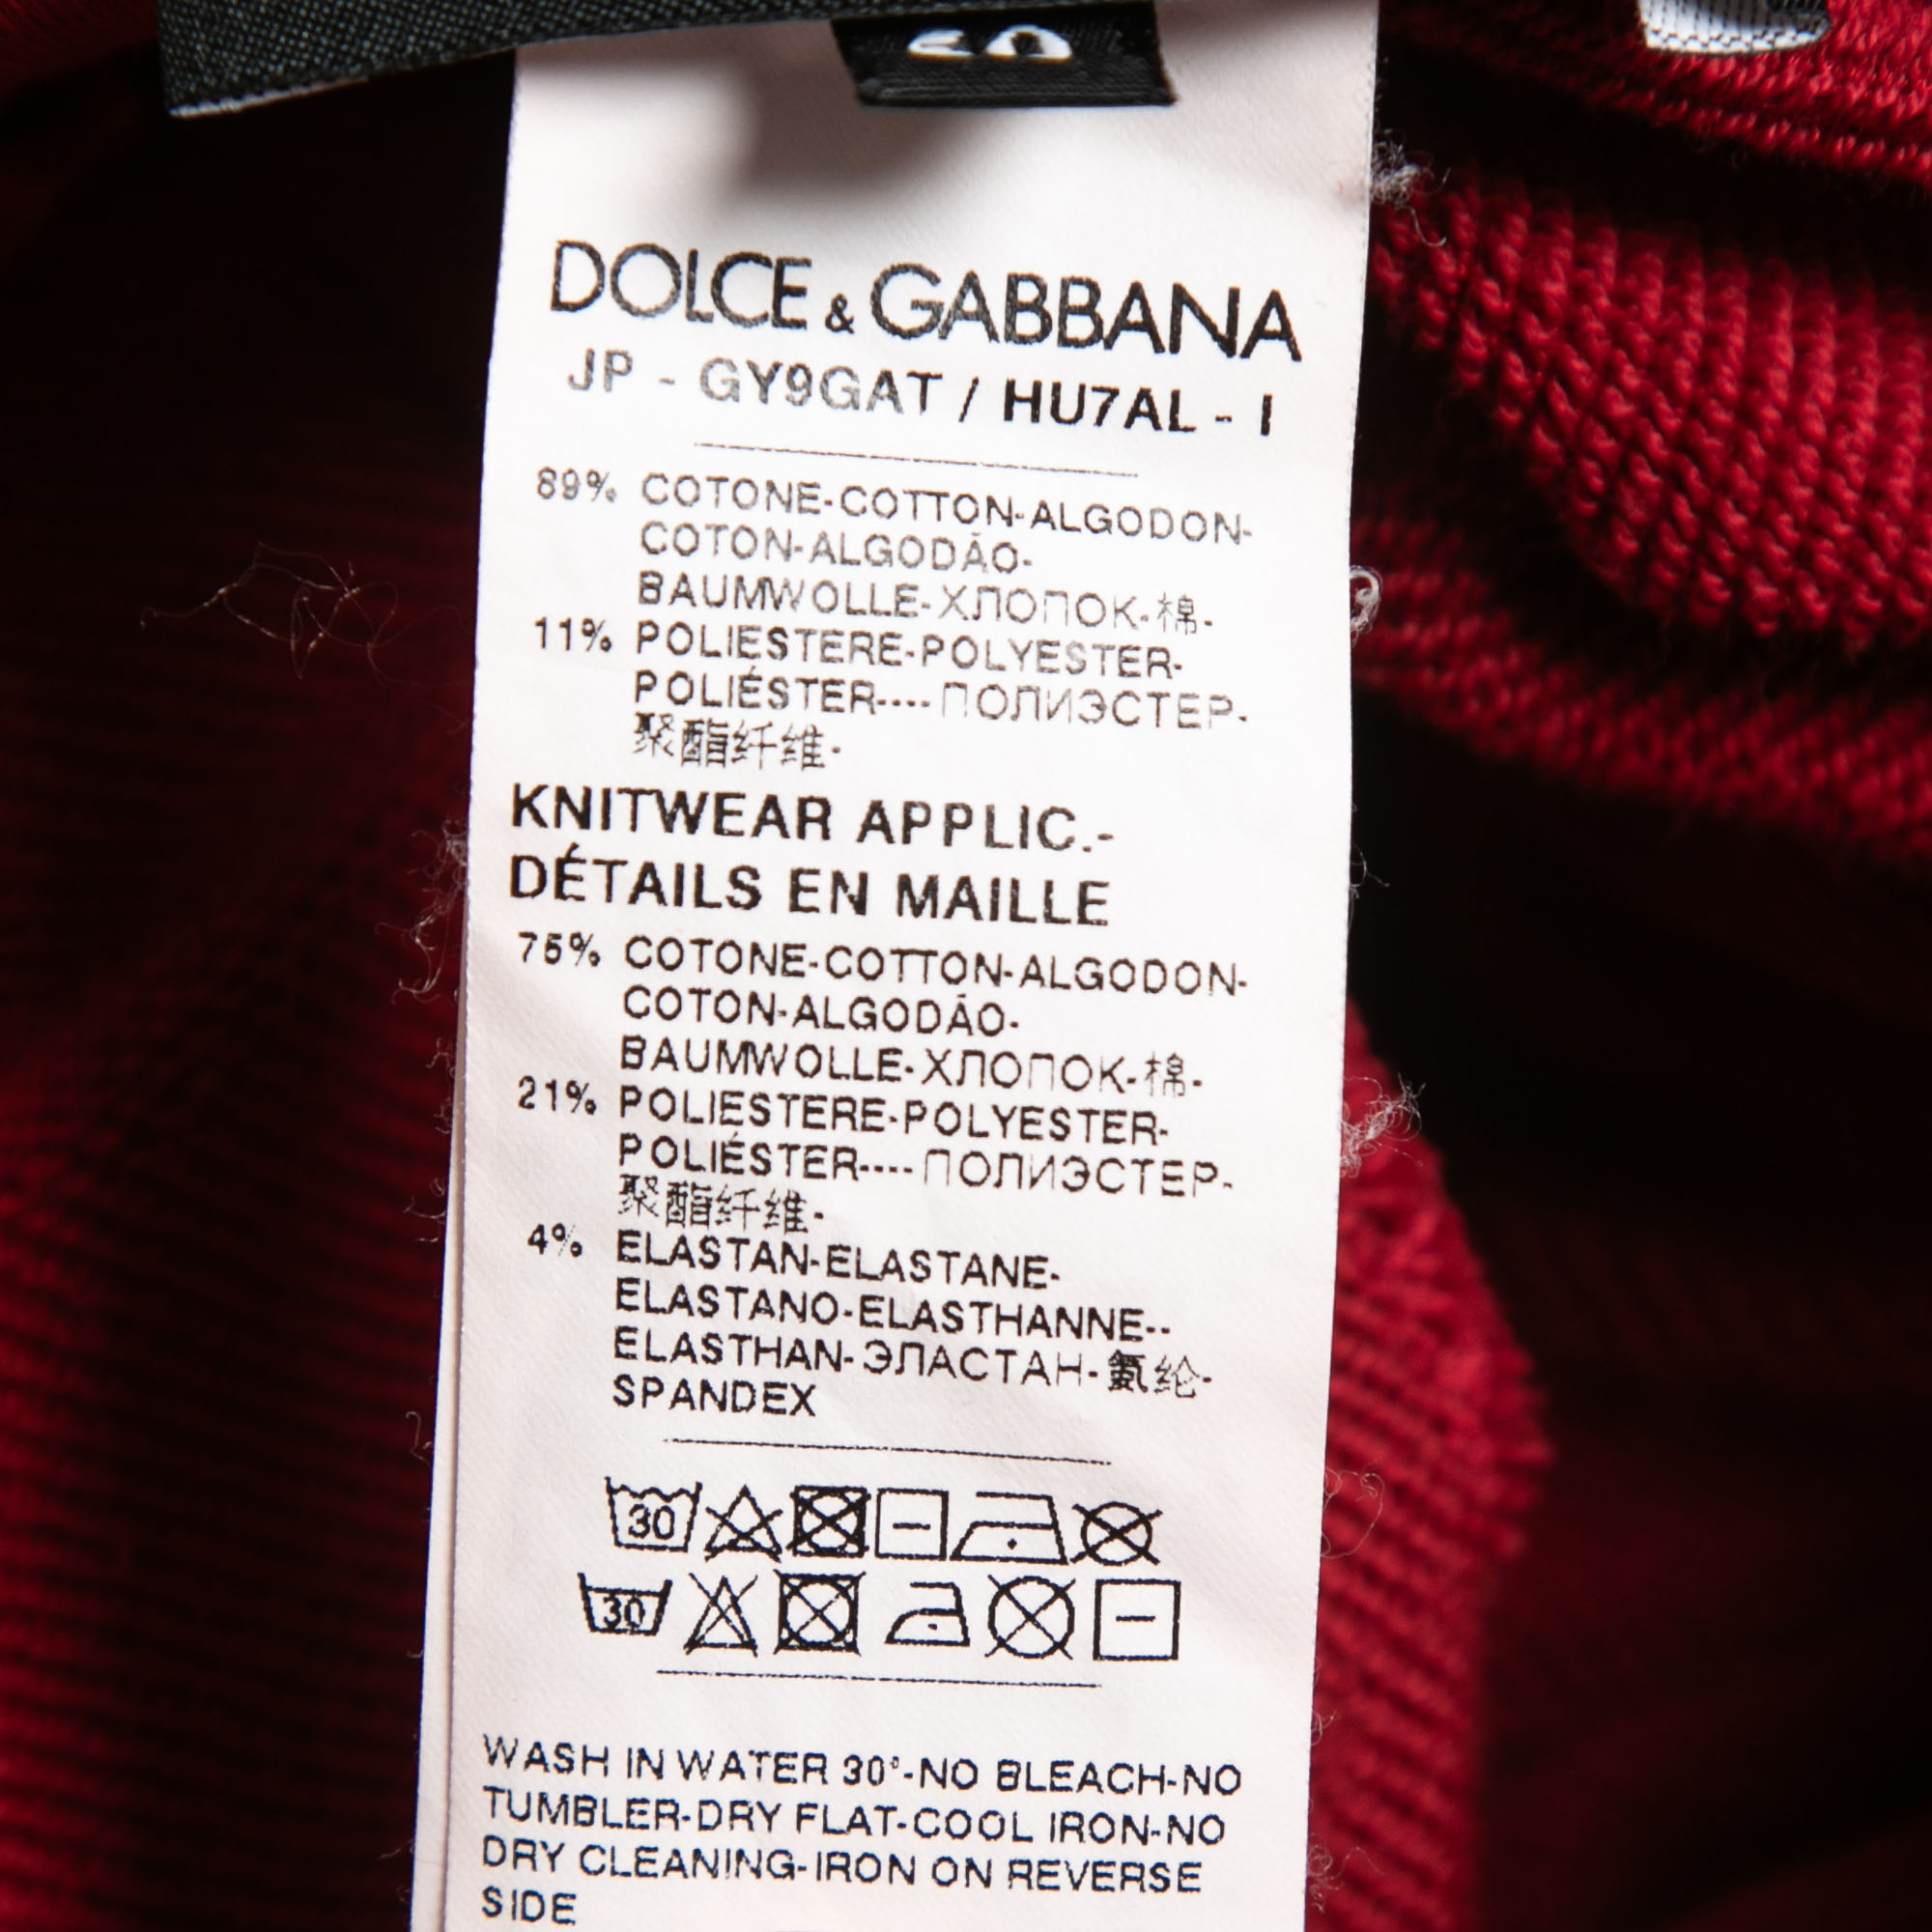 DOLCE & GABBANA
JP - GY9GAT / HU7AL - I
89% COTONE-COTTON-ALGODON-
COTON-ALGODÃO-
BAUMWOLLE-ХЛОПОК-棉-
11% POLIESTERE-POLYESTER-
POLIÉSTER----ПОЛИЭСТЕР-
聚酯纤维-
KNITWEAR APPLIC.-
DÉTAILS EN MAILLE
75% COTONE-COTTON-ALGODON-
COTON-ALGODÃO-
BAUMWOLLE-ХЛОПОК-棉-
21% POLIESTERE-POLYESTER-
POLIÉSTER----ПОЛИЭСТЕР-
聚酯纤维-
4% ELASTAN-ELASTANE-
ELASTANO-ELASTHANNE--
ELASTHAN-ЭЛАСТАН-氨纶-
SPANDEX
30
30
WASH IN WATER 30°-NO BLEACH-NO
TUMBLER-DRY FLAT-COOL IRON-NO
DRY CLEANING-IRON ON REVERSE
SIDE